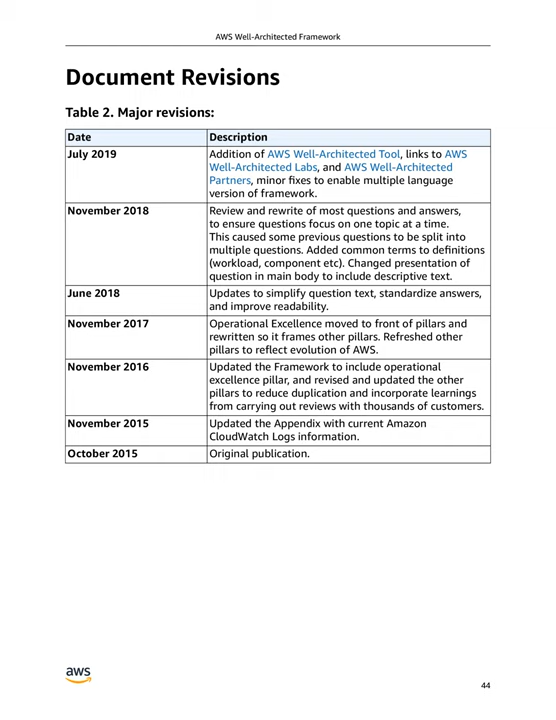 AWS Well-Architected Framework
Document Revisions
Table 2. Major revisions:
Date Description
July 2019 Addition of AWS Well-Architected Tool, links to AWS
Well-Architected Labs, and AWS Well-Architected
Partners, minor fixes to enable multiple language
version of framework.
November 2018 Review and rewrite of most questions and answers,
to ensure questions focus on one topic at a time.
This caused some previous questions to be split into
multiple questions. Added common terms to definitions
(workload, component etc). Changed presentation of
question in main body to include descriptive text.
June 2018 Updates to simplify question text, standardize answers,
and improve readability.
November 2017 Operational Excellence moved to front of pillars and
rewritten so it frames other pillars. Refreshed other
pillars to reflect evolution of AWS.
November 2016 Updated the Framework to include operational
excellence pillar, and revised and updated the other
pillars to reduce duplication and incorporate learnings
from carrying out reviews with thousands of customers.
November 2015 Updated the Appendix with current Amazon
CloudWatch Logs information.
October 2015 Original publication.
aws
44